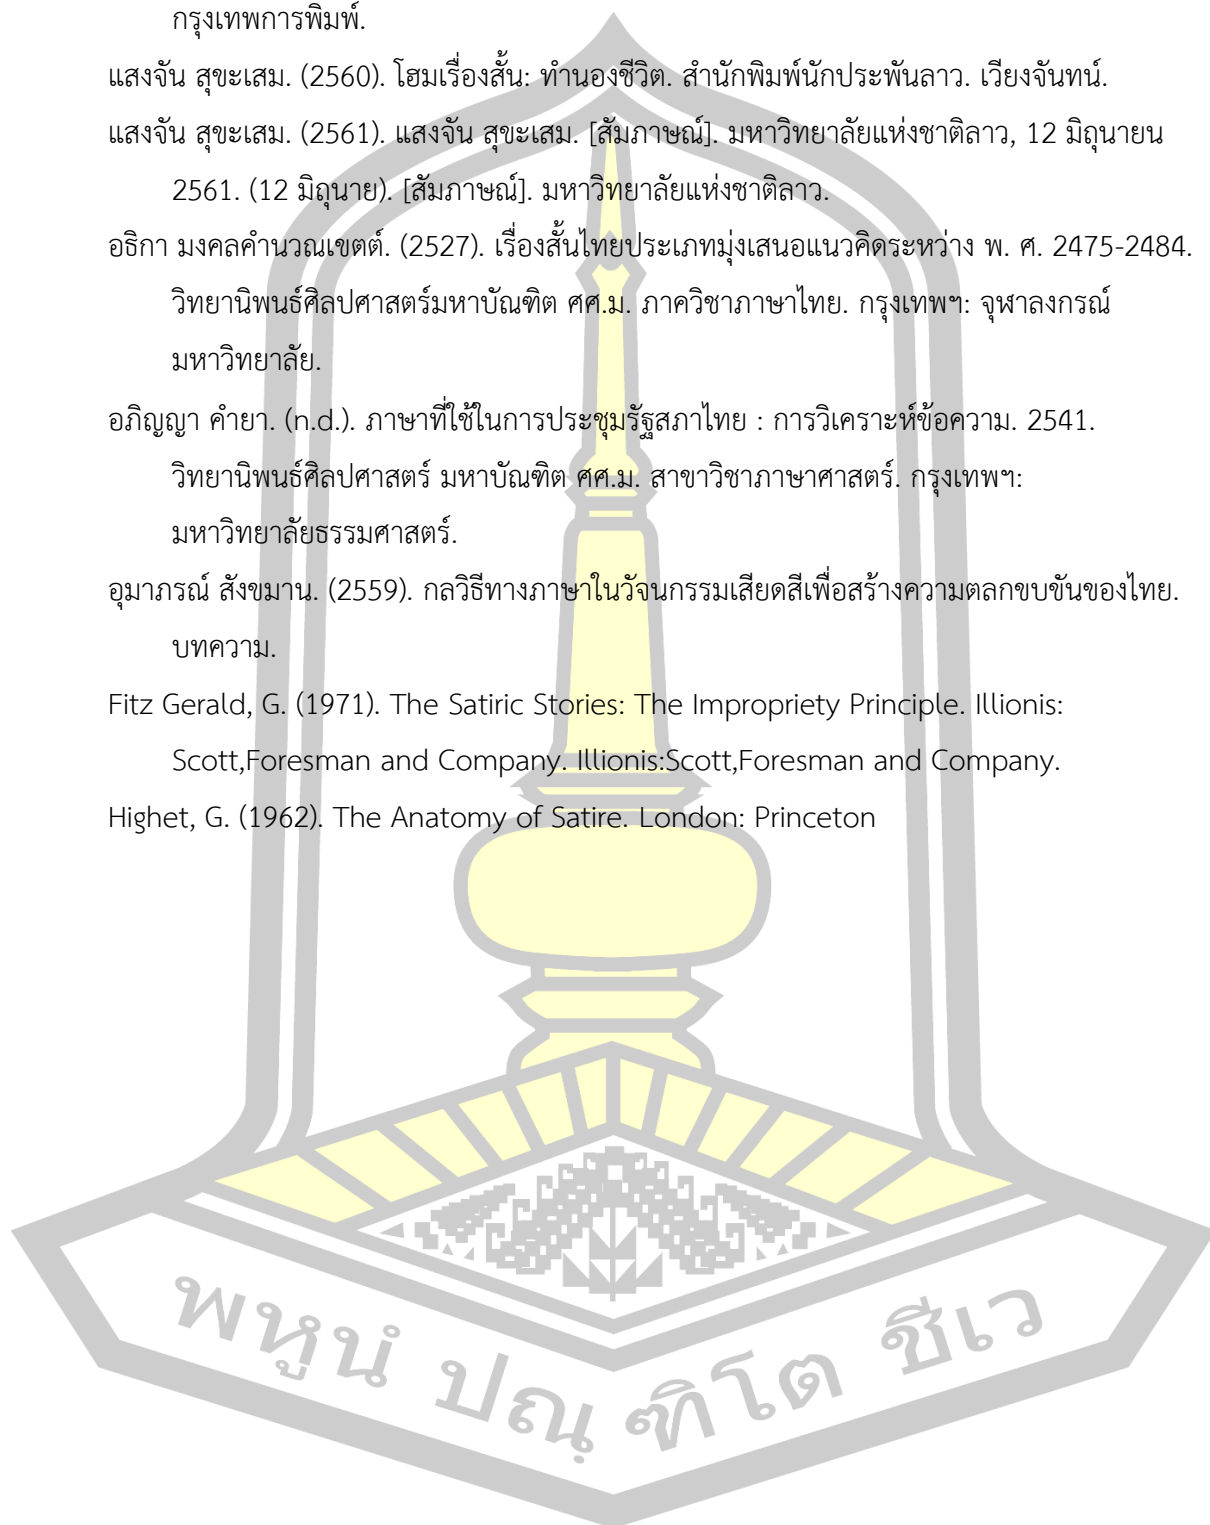 กรุงเทพการพิมพ์.
แสงจัน สุขะเสม. (2560). โฮมเรื่องสั้น: ทำนองชีวิต. สำนักพิมพ์นักประพันลาว. เวียงจันทน์.
แสงจัน สุขะเสม. (2561). แสงจัน สุขะเสม. [สัมภาษณ์]. มหาวิทยาลัยแห่งชาติลาว, 12 มิถุนายน
2561. (12 มิถุนาย). [สัมภาษณ์]. มหาวิทยาลัยแห่งชาติลาว.
อธิกา มงคลคำนวณเขตต์. (2527). เรื่องสั้นไทยประเภทมุ่งเสนอแนวคิดระหว่าง พ. ศ. 2475-2484.
วิทยานิพนธ์ศิลปศาสตร์มหาบัณฑิต ศศ.ม. ภาควิชาภาษาไทย. กรุงเทพฯ: จุฬาลงกรณ์
มหาวิทยาลัย.
อภิญญา คำยา. (n.d.). ภาษาที่ใช้ในการประชุมรัฐสภาไทย : การวิเคราะห์ข้อความ. 2541.
วิทยานิพนธ์ศิลปศาสตร์ มหาบัณฑิต ศศ.ม. สาขาวิชาภาษาศาสตร์. กรุงเทพฯ:
มหาวิทยาลัยธรรมศาสตร์.
อุมาภรณ์ สังขมาน. (2559). กลวิธีทางภาษาในวัจนกรรมเสียดสีเพื่อสร้างความตลกขบขันของไทย.
บทความ.
Fitz Gerald, G. (1971). The Satiric Stories: The Impropriety Principle. Illionis:
Scott,Foresman and Company. Illionis:Scott,Foresman and Company.
Highet, G. (1962). The Anatomy of Satire. London: Princeton
พหูนํ ปณฺฑิโต ชีเว